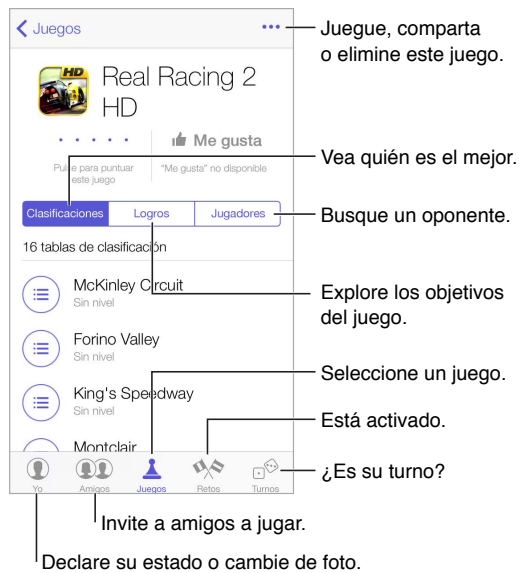 Juegos
Juegue, comparta
o elimine este juego.
HD
Real Racing 2
HD
Me gusta
Pulse para puntuar
este juego
"Me gusta" no disponible
Vea quién es el mejor.
Clasificaciones
Logros
Jugadores
Busque un oponente.
16 tablas de clasificación
McKinley Circuit
Sin nivel
Explore los objetivos
del juego.
Forino Valley
Sin nivel
Seleccione un juego.
King's Speedway
Sin nivel
Está activado.
Montclair
¿Es su turno?
Yo
Amigos
Juegos
Retos
Turnos
Invite a amigos a jugar.
Declare su estado o cambie de foto.